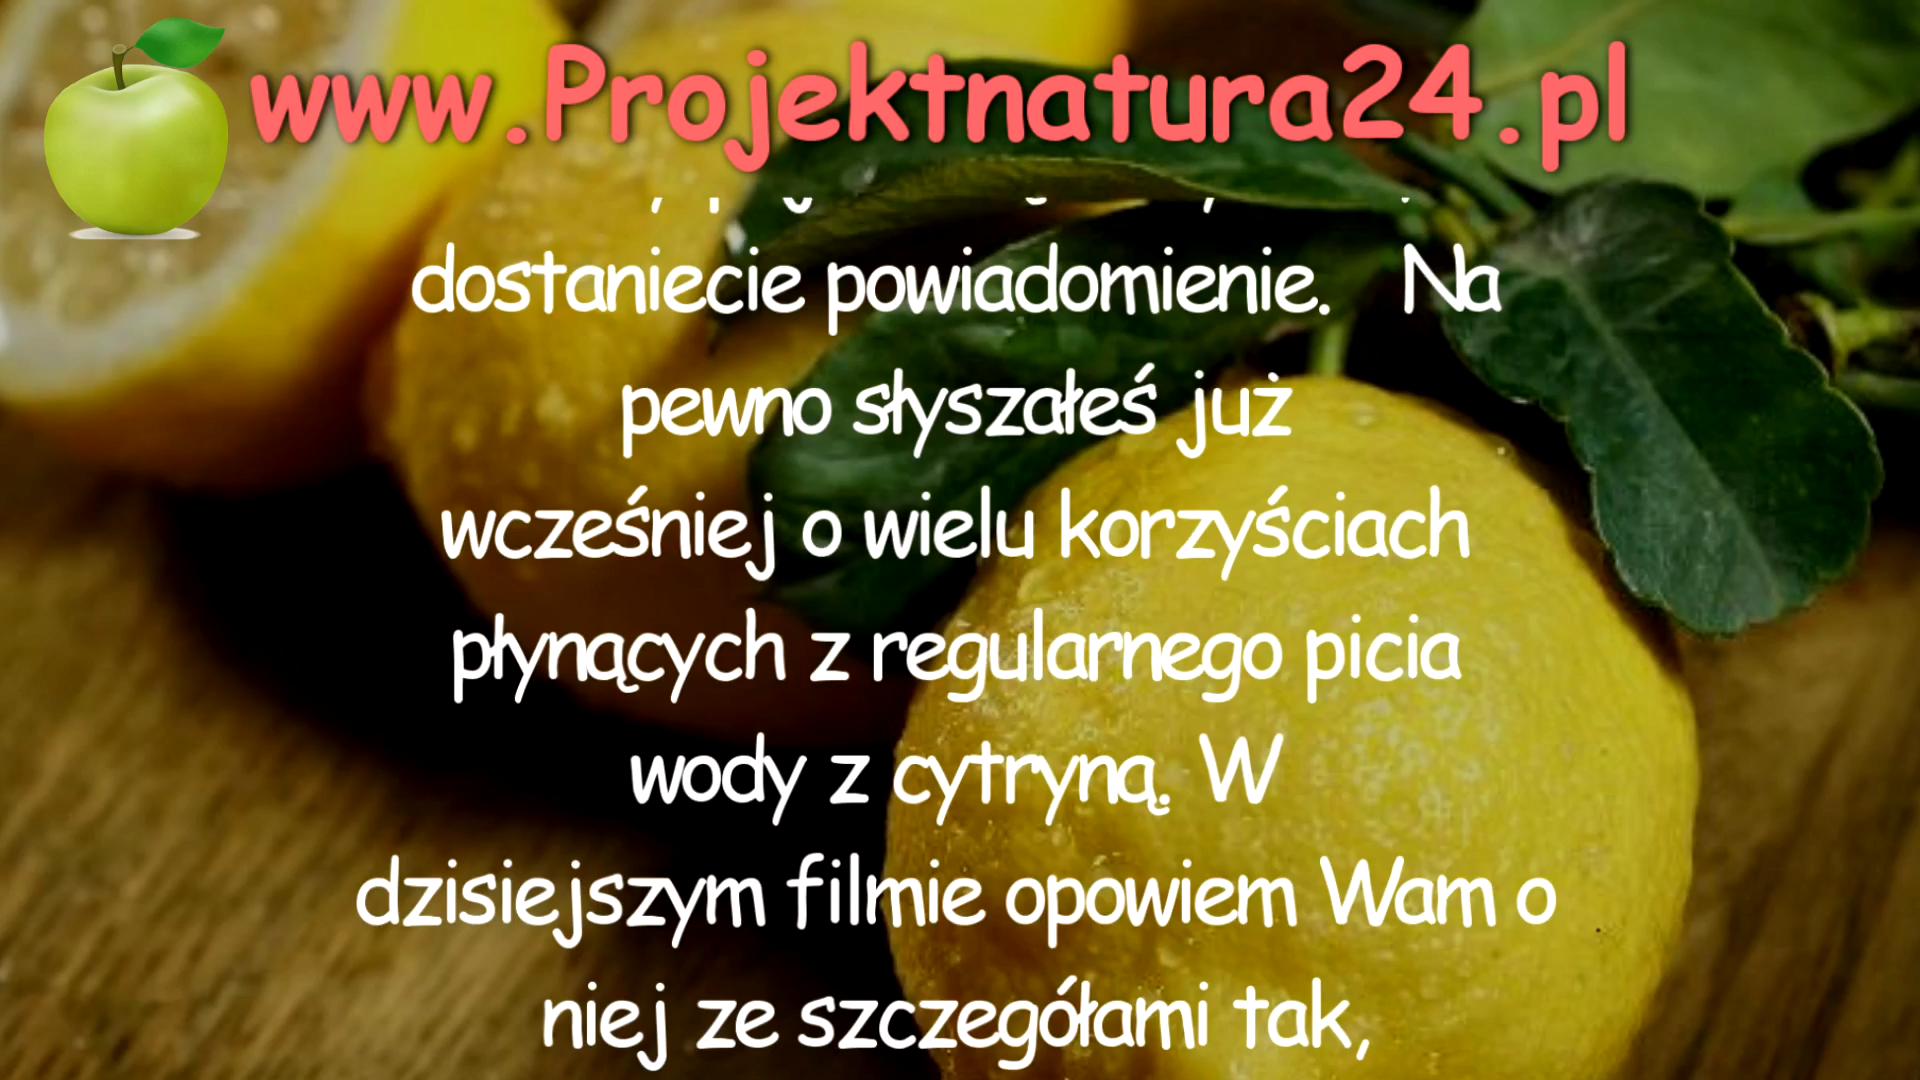 www.Projektnatura24.pl
dostaniecie powiadomienie. Na
pewno słyszałeś już
wcześniej o wielu korzyściach
płynących z regularnego picia
wody z cytryną. W
dzisiejszym filmie opowiem Wam o
niej ze szczegółami tak,